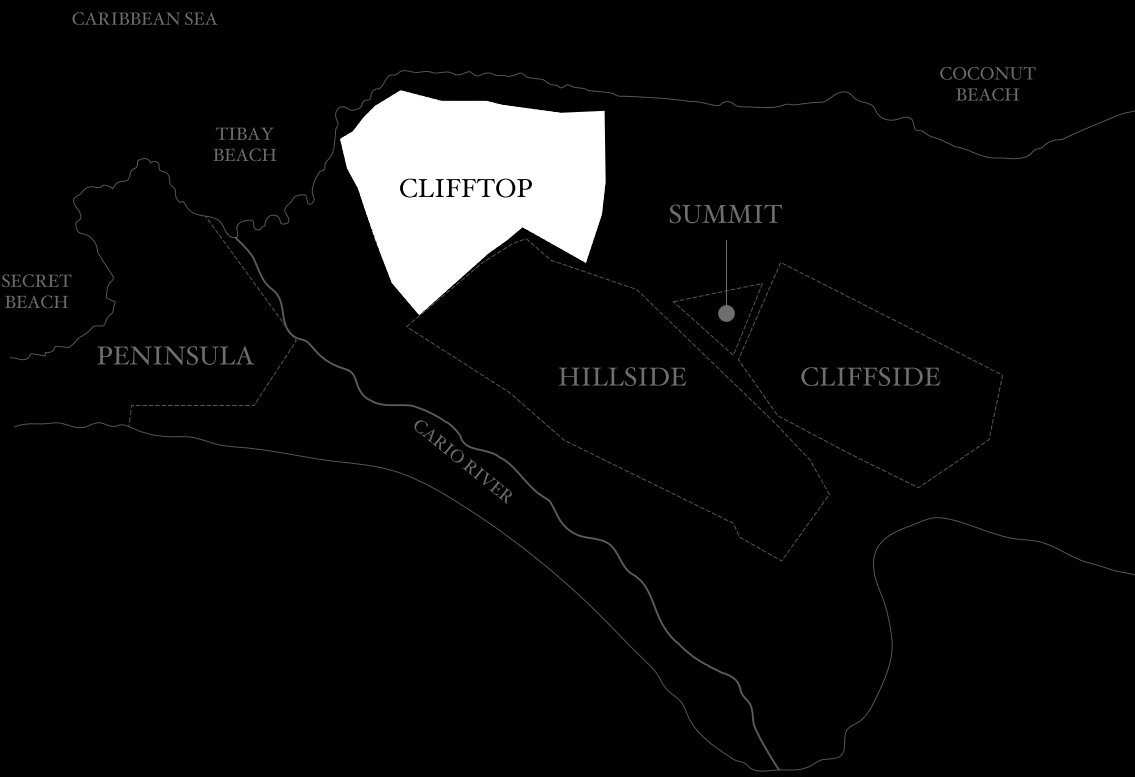 CARIBBEAN SEA
COCONUT
BEACH
TIBAY
BEACH
CLIFFTOP
SUMMIT
SECRET
BEACH
PENINSULA
HILLSIDE
CLIFFSIDE
CARIO RIVER